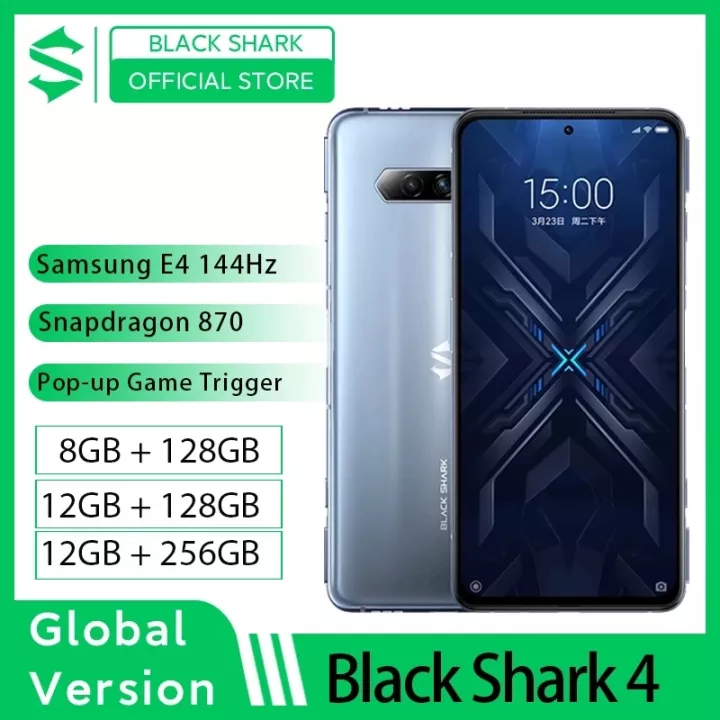 BLACK SHARK
OFFICIAL STORE
Samsung E4 144Hz
Snapdragon 870
Pop-up Game Trigger
8GB + 128GB
12GB + 128GB
12GB + 256GB
BLACK SHARK
15:00
3月23日 周二下午
Global
Version
Black Shark 4